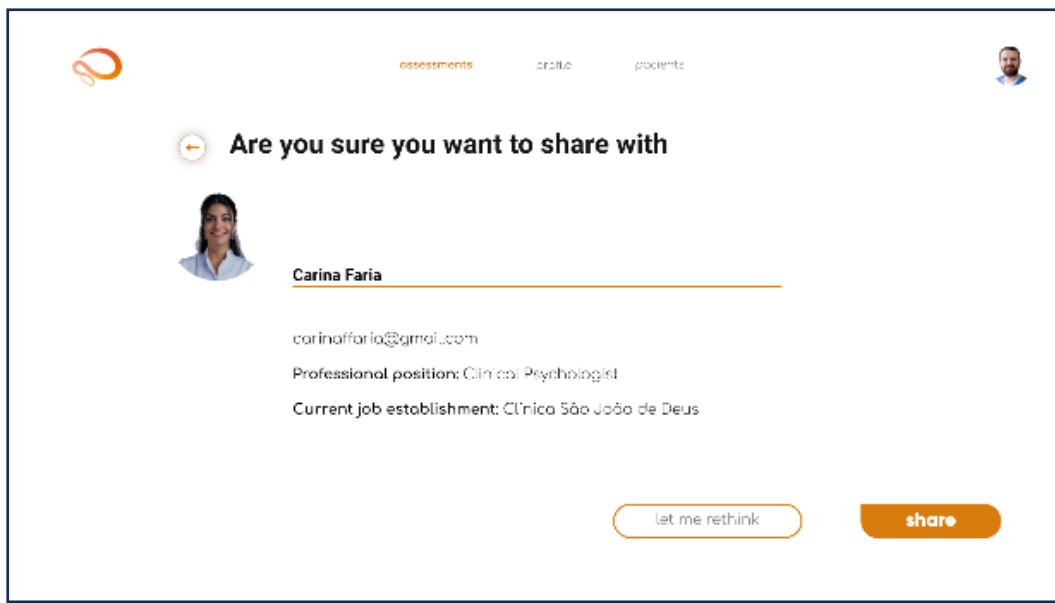 assessments profile patients
Are you sure you want to share with
Carina Faria
carinaffaria@gmail.com
Professional position: Clinical Psychologist
Current job establishment: Clínica São João de Deus
let me rethink share